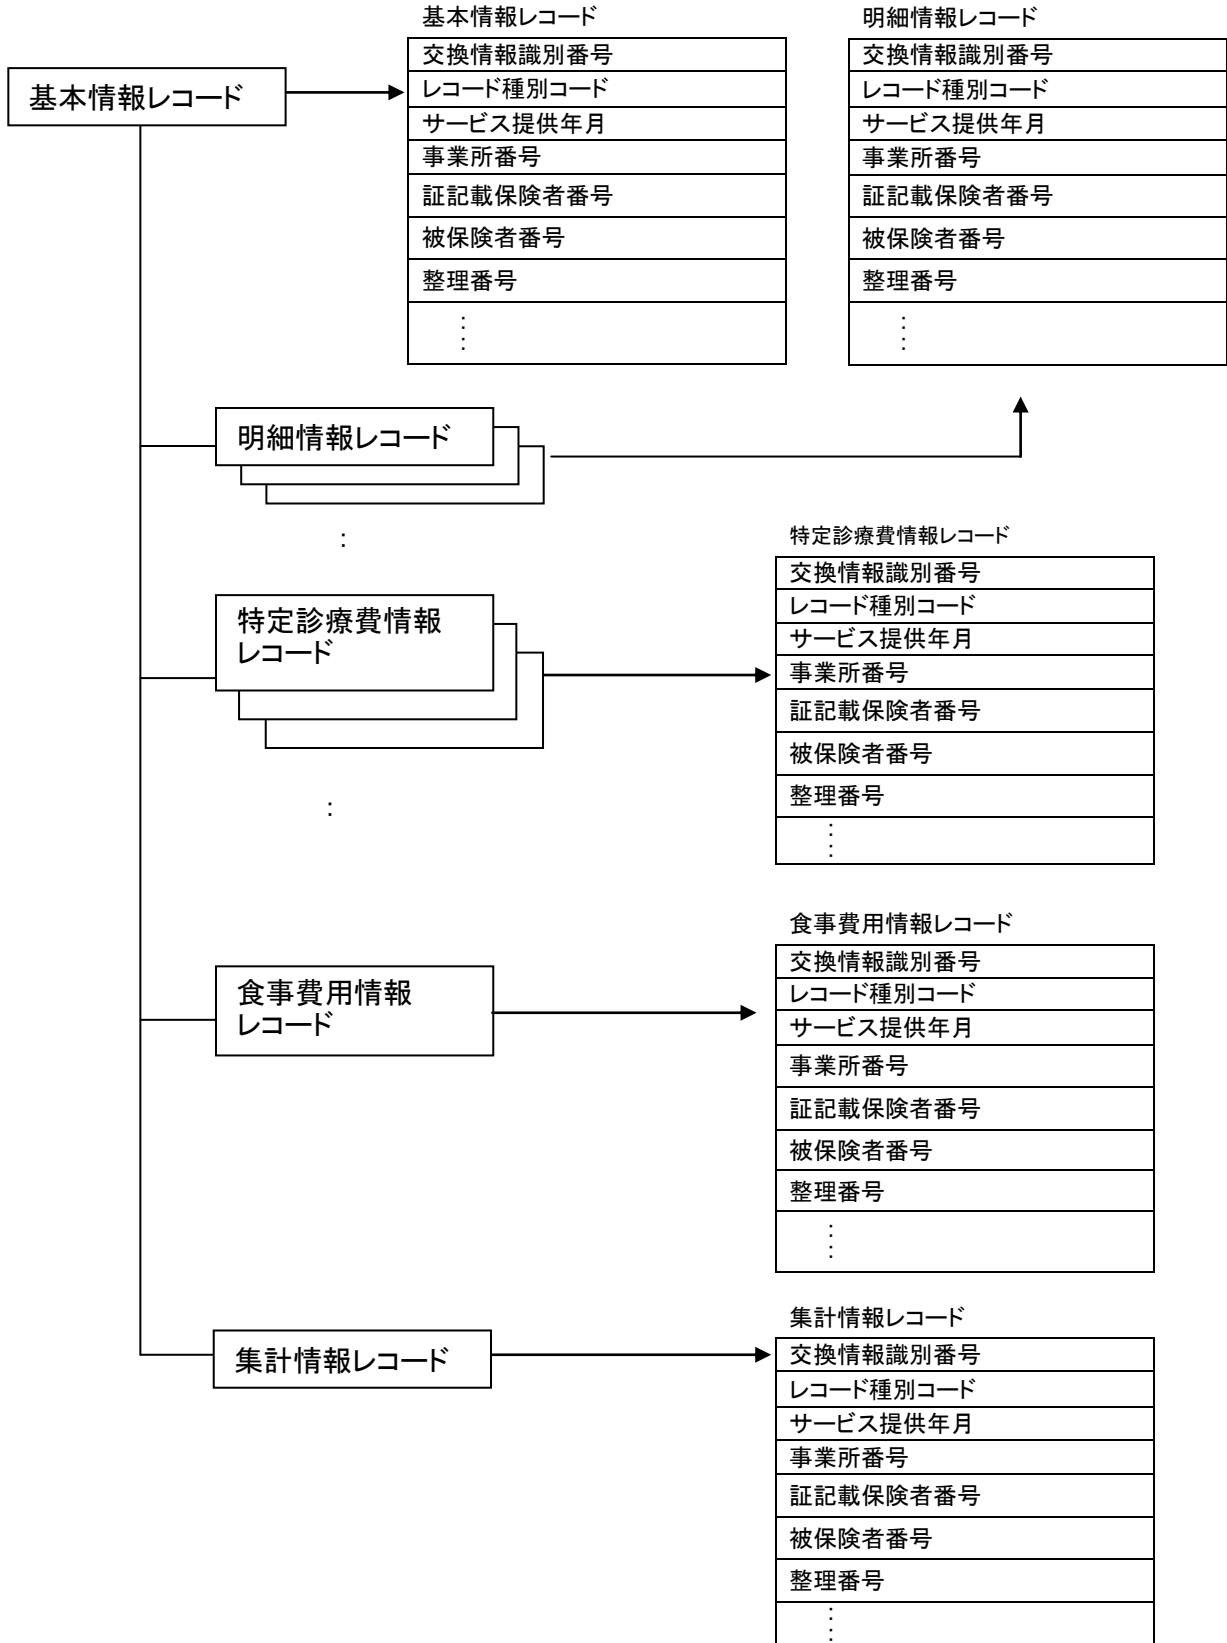 基本情報レコード
基本情報レコード
交換情報識別番号
レコード種別コード
サービス提供年月
事業所番号
証記載保険者番号
被保険者番号
整理番号
：
：
明細情報レコード
交換情報識別番号
レコード種別コード
サービス提供年月
事業所番号
証記載保険者番号
被保険者番号
整理番号
：
：
明細情報レコード
：
特定診療費情報
レコード
：
特定診療費情報レコード
交換情報識別番号
レコード種別コード
サービス提供年月
事業所番号
証記載保険者番号
被保険者番号
整理番号
：
：
食事費用情報
レコード
食事費用情報レコード
交換情報識別番号
レコード種別コード
サービス提供年月
事業所番号
証記載保険者番号
被保険者番号
整理番号
：
：
集計情報レコード
集計情報レコード
交換情報識別番号
レコード種別コード
サービス提供年月
事業所番号
証記載保険者番号
被保険者番号
整理番号
：
：